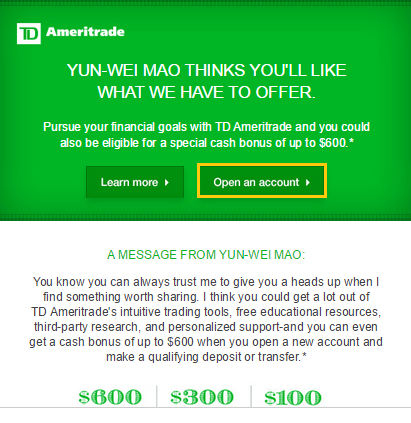 TD Ameritrade
YUN-WEI MAO THINKS YOU'LL LIKE
WHAT WE HAVE TO OFFER.
Pursue your financial goals with TD Ameritrade and you could
also be eligible for a special cash bonus of up to $600.*
Learn more
Open an account
A MESSAGE FROM YUN-WEI MAO:
You know you can always trust me to give you a heads up when I
find something worth sharing. I think you could get a lot out of
TD Ameritrade's intuitive trading tools, free educational resources,
third-party research, and personalized support-and you can even
get a cash bonus of up to $600 when you open a new account and
make a qualifying deposit or transfer.*
$600 $300 $100